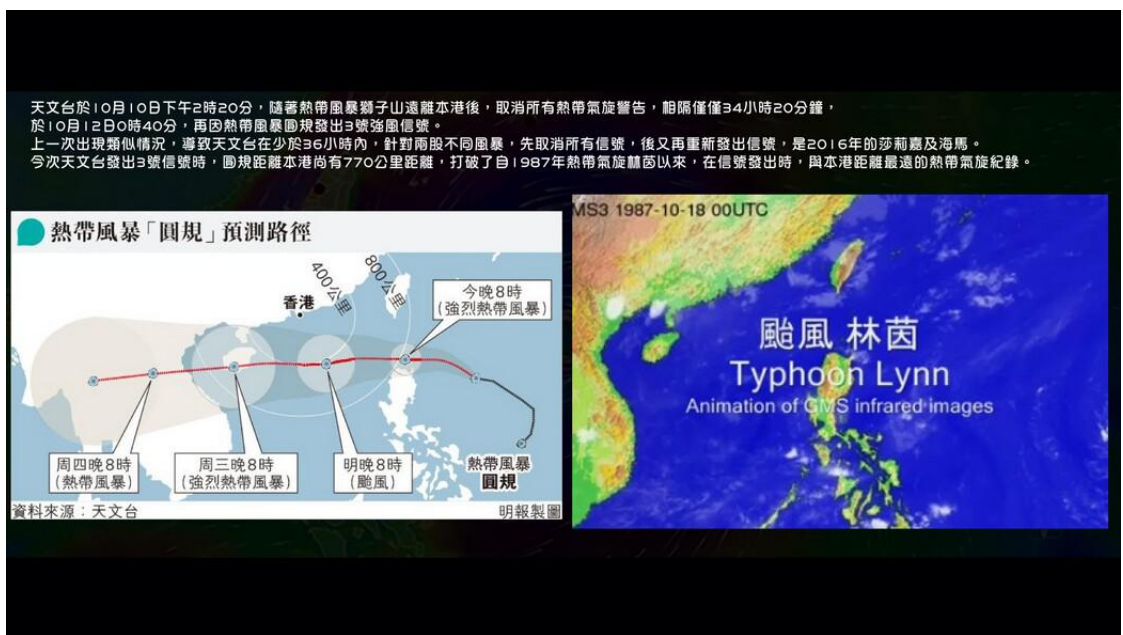 天文台於10月10日下午2時20分，隨著熱帶風暴獅子山遠離本港後，取消所有熱帶氣旋警告，相隔僅僅34小時20分鐘，
於10月12日0時40分，再因熱帶風暴圓規發出3號強風信號。
上一次出現類似情況，導致天文台在少於36小時內，針對兩股不同風暴，先取消所有信號，後又再重新發出信號，是2016年的莎莉嘉及海馬。
今次天文台發出3號信號時，圓規距離本港尚有770公里距離，打破了自1987年熱帶氣旋林茵以來，在信號發出時，與本港距離最遠的熱帶氣旋紀錄。
熱帶風暴「圓規」預測路徑
400公里
800公里
香港
今晚8時
(強烈熱帶風暴)
周四晚8時
(熱帶風暴)
周三晚8時
(強烈熱帶風暴)
明晚8時
(颱風)
熱帶風暴
圓規
資料來源：天文台
明報製圖
MS3 1987-10-18 00UTC
颱風 林茵
Typhoon Lynn
Animation of GMS infrared images